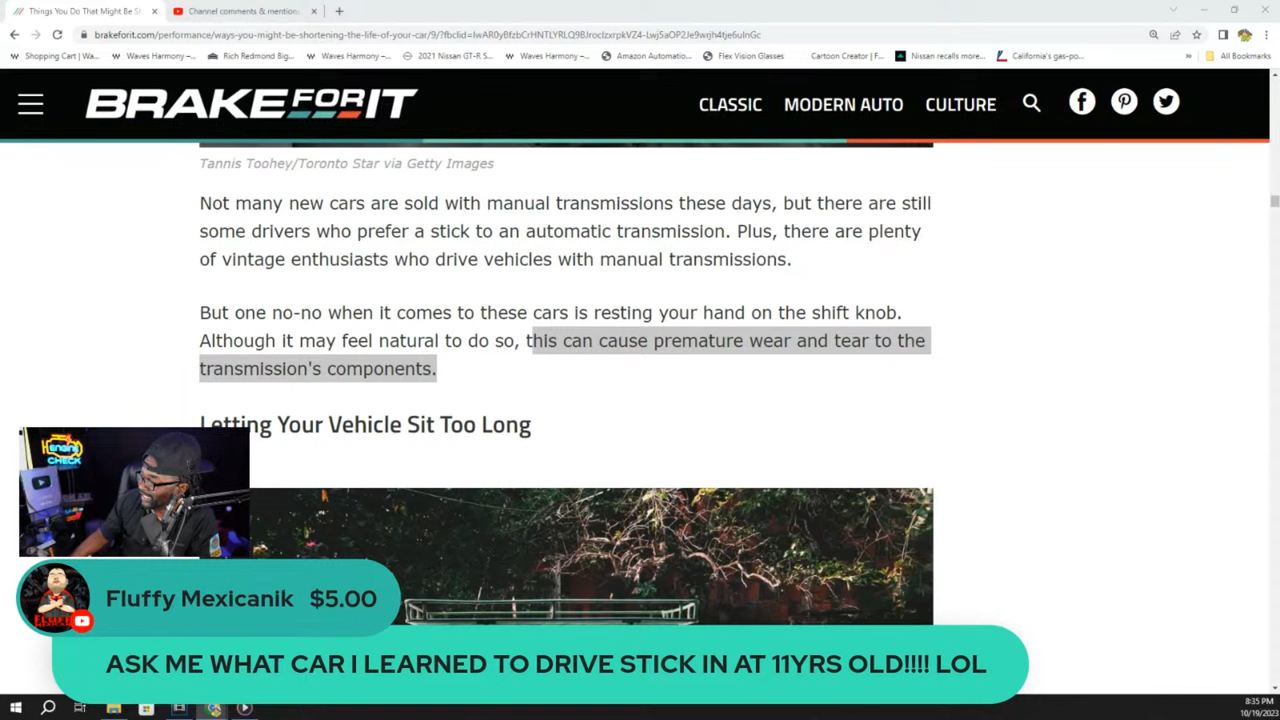 Things You Do That Might Be S
Channel comments & mention
brakeforit.com/performance/ways-you-might-be-shortening-the-life-of-your-car/9/?fbclid=IwAR0yBfzbCrHNTLYRLQ9BJroclzxrpkVZ4-Lwj5aOP2Je9wrjh4tje6ulnGc
Shopping Cart | Wa...
Waves Harmony –...
Rich Redmond Big...
Waves Harmony –...
2021 Nissan GT-R S...
Waves Harmony –...
Amazon Automatio...
Flex Vision Glasses
Cartoon Creator | F...
Nissan recalls more...
California's gas-po...
»
All Bookmarks
BRAKE FOR IT
CLASSIC
MODERN AUTO
CULTURE
Tannis Toohey/Toronto Star via Getty Images
Not many new cars are sold with manual transmissions these days, but there are still
some drivers who prefer a stick to an automatic transmission. Plus, there are plenty
of vintage enthusiasts who drive vehicles with manual transmissions.
But one no-no when it comes to these cars is resting your hand on the shift knob.
Although it may feel natural to do so, this can cause premature wear and tear to the
transmission's components.
Letting Your Vehicle Sit Too Long
ENGINE
CHECK
Fluffy Mexicanik $5.00
ASK ME WHAT CAR I LEARNED TO DRIVE STICK IN AT 11YRS OLD!!!! LOL
8:35 PM
10/19/2023